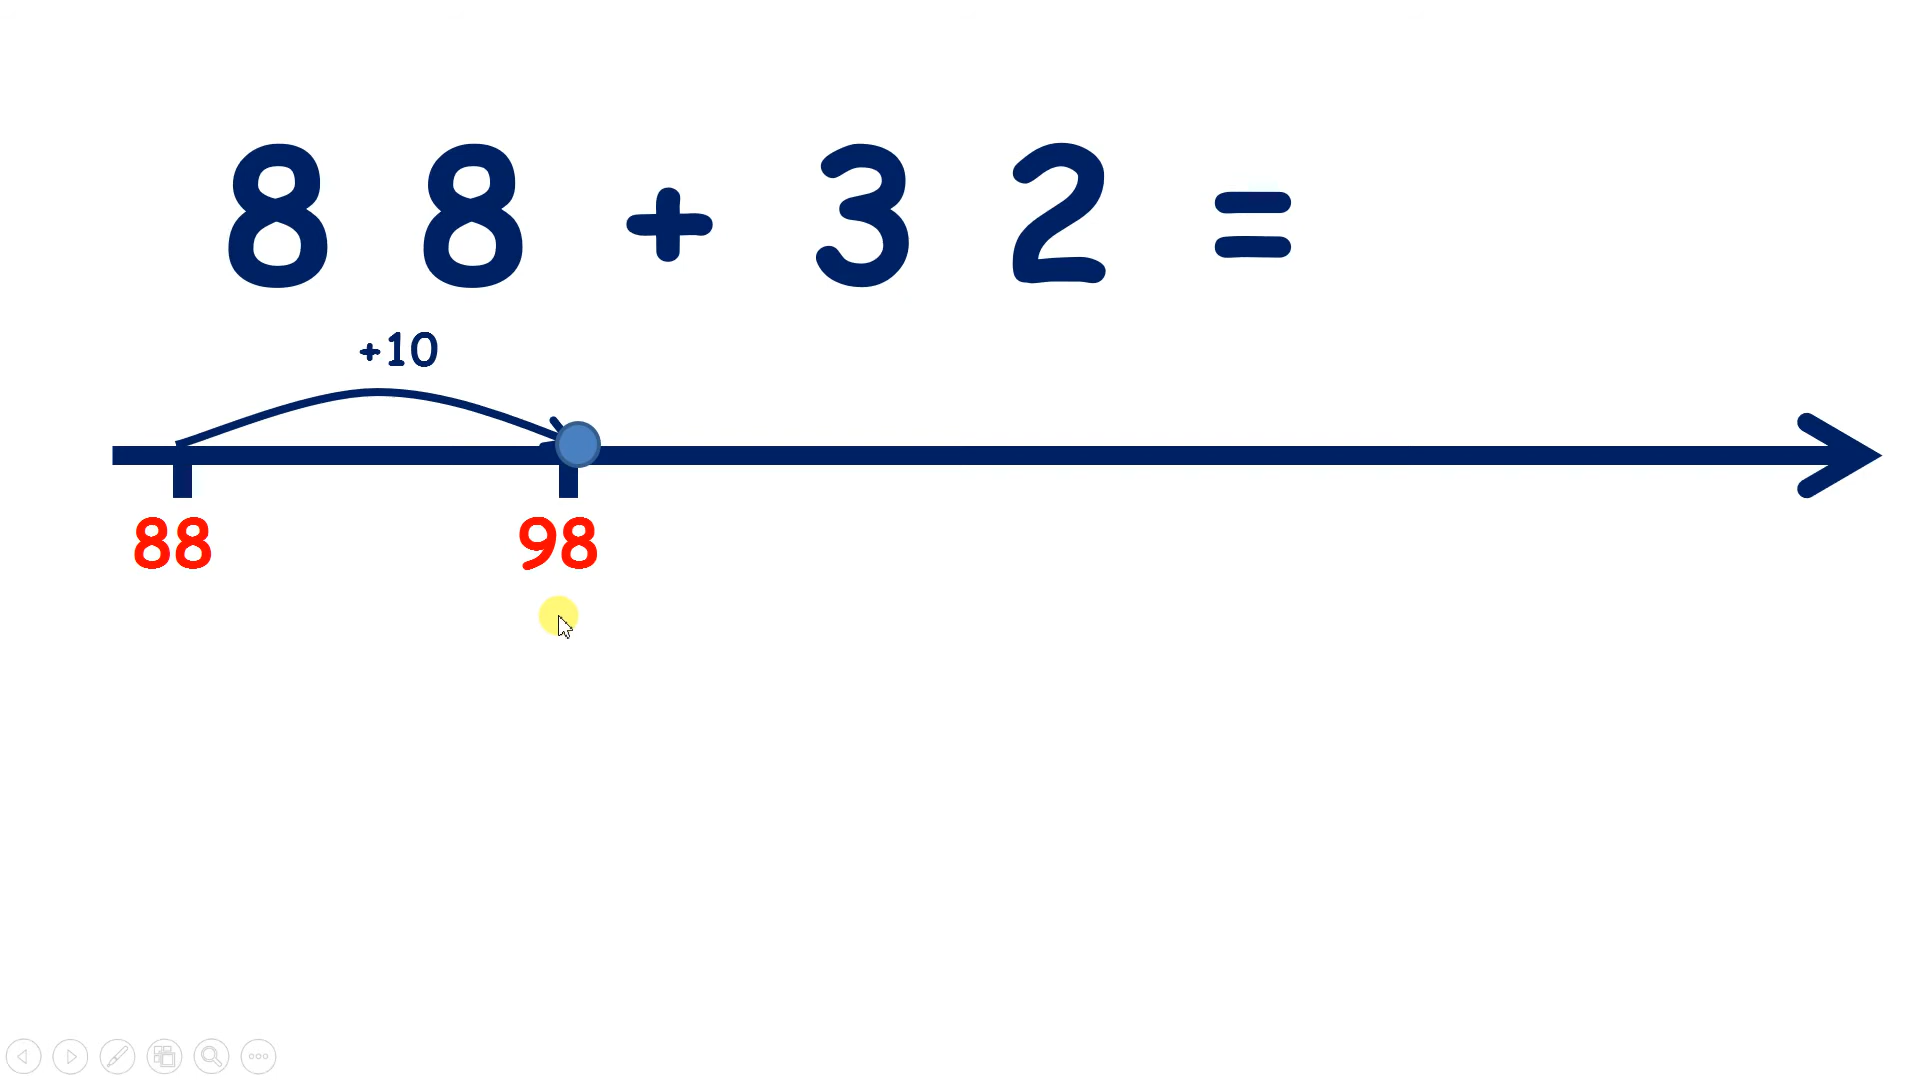 88 + 32 =
+10
88 98